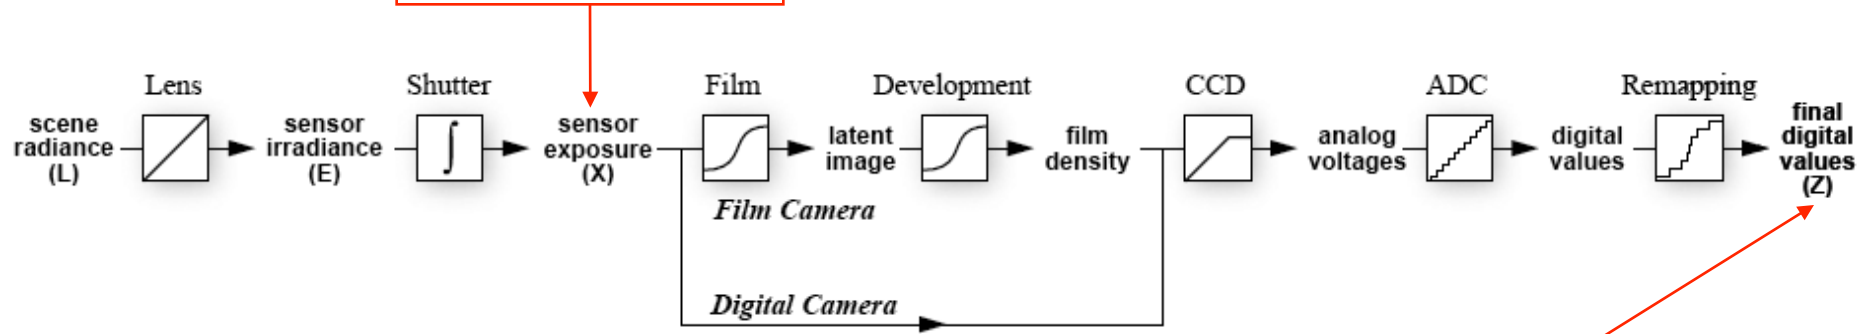 Lens
Shutter
Film
Development
CCD
ADC
Remapping
scene
radiance
(L)
sensor
irradiance
(E)
∫
sensor
exposure
(X)
latent
image
film
density
analog
voltages
digital
values
final
digital
values
(Z)
Film Camera
Digital Camera